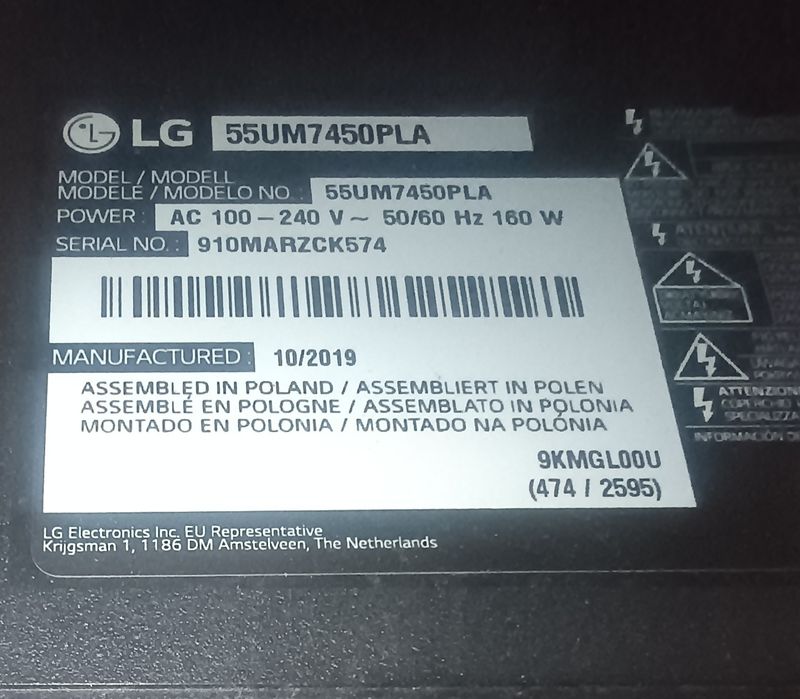 LG 55UM7450PLA
MODEL / MODELL
MODÈLE / MODELO NO. : 55UM7450PLA
POWER : AC 100 – 240 V ~ 50/60 Hz 160 W
SERIAL NO. : 910MARZCK574
MANUFACTURED : 10/2019
ASSEMBLED IN POLAND / ASSEMBLIERT IN POLEN
ASSEMBLÉ EN POLOGNE / ASSEMBLATO IN POLONIA
MONTADO EN POLONIA / MONTADO NA POLÓNIA
9KMGL00U
(474 / 2595)
LG Electronics Inc. EU Representative
Krijgsman 1, 1186 DM Amstelveen, The Netherlands
ATTENZIONE